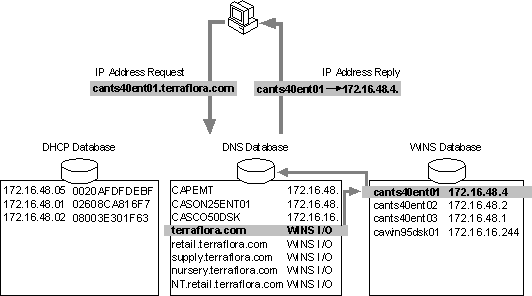 IP Address Request
cants40ent01.terraflora.com
IP Address Reply
cants40ent01 → 172.16.48.4.
DHCP Database
172.16.48.05 0020AFDFDEBF
172.16.48.01 02608CA816F7
172.16.48.02 08003E301F63
DNS Database
CAPEMT 172.16.48.
CASON25ENT01 172.16.48.
CASCO50DSK 172.16.16.
terraflora.com WINS I/O
retail.terraflora.com WINS I/O
supply.terraflora.com WINS I/O
nursery.terraflora.com WINS I/O
NT.retail.terraflora.com WINS I/O
WINS Database
cants40ent01 172.16.48.4
cants40ent02 172.16.48.2
cants40ent03 172.16.48.1
cawin95dsk01 172.16.16.244